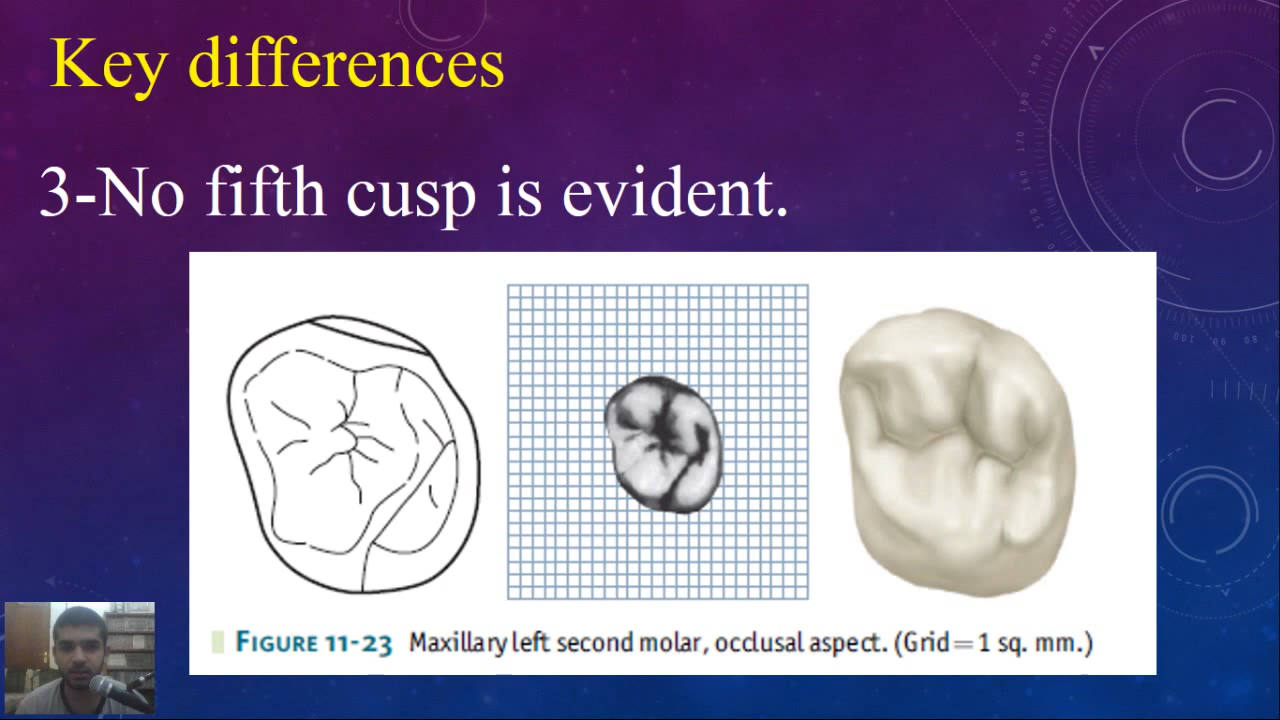 Key differences
3-No fifth cusp is evident.
FIGURE 11-23 Maxillary left second molar, occlusal aspect. (Grid = 1 sq. mm.)